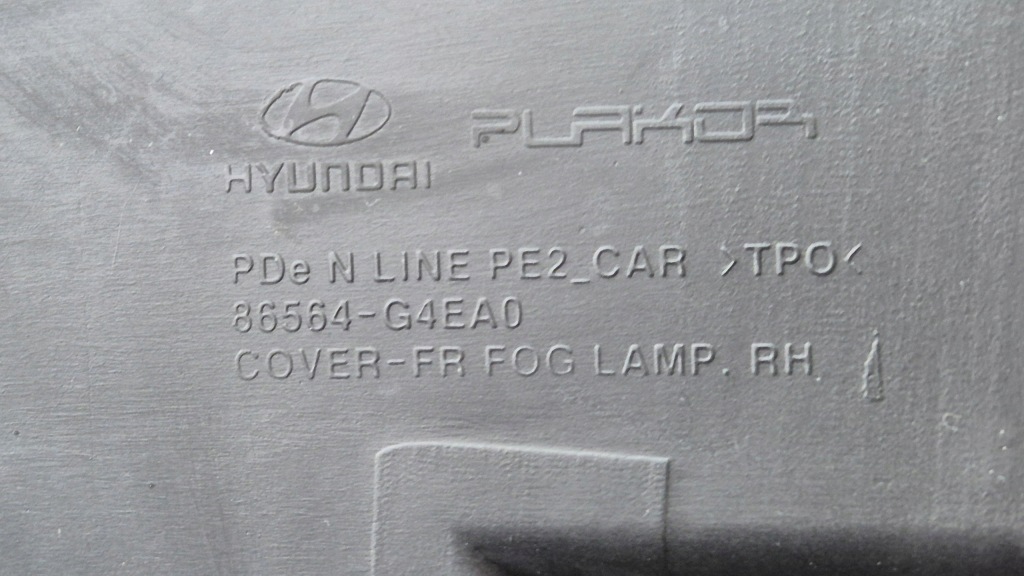 HYUNDAI
PLAKOR
PDe N LINE PE2_CAR >TPO<
86564-G4EA0
COVER-FR FOG LAMP. RH